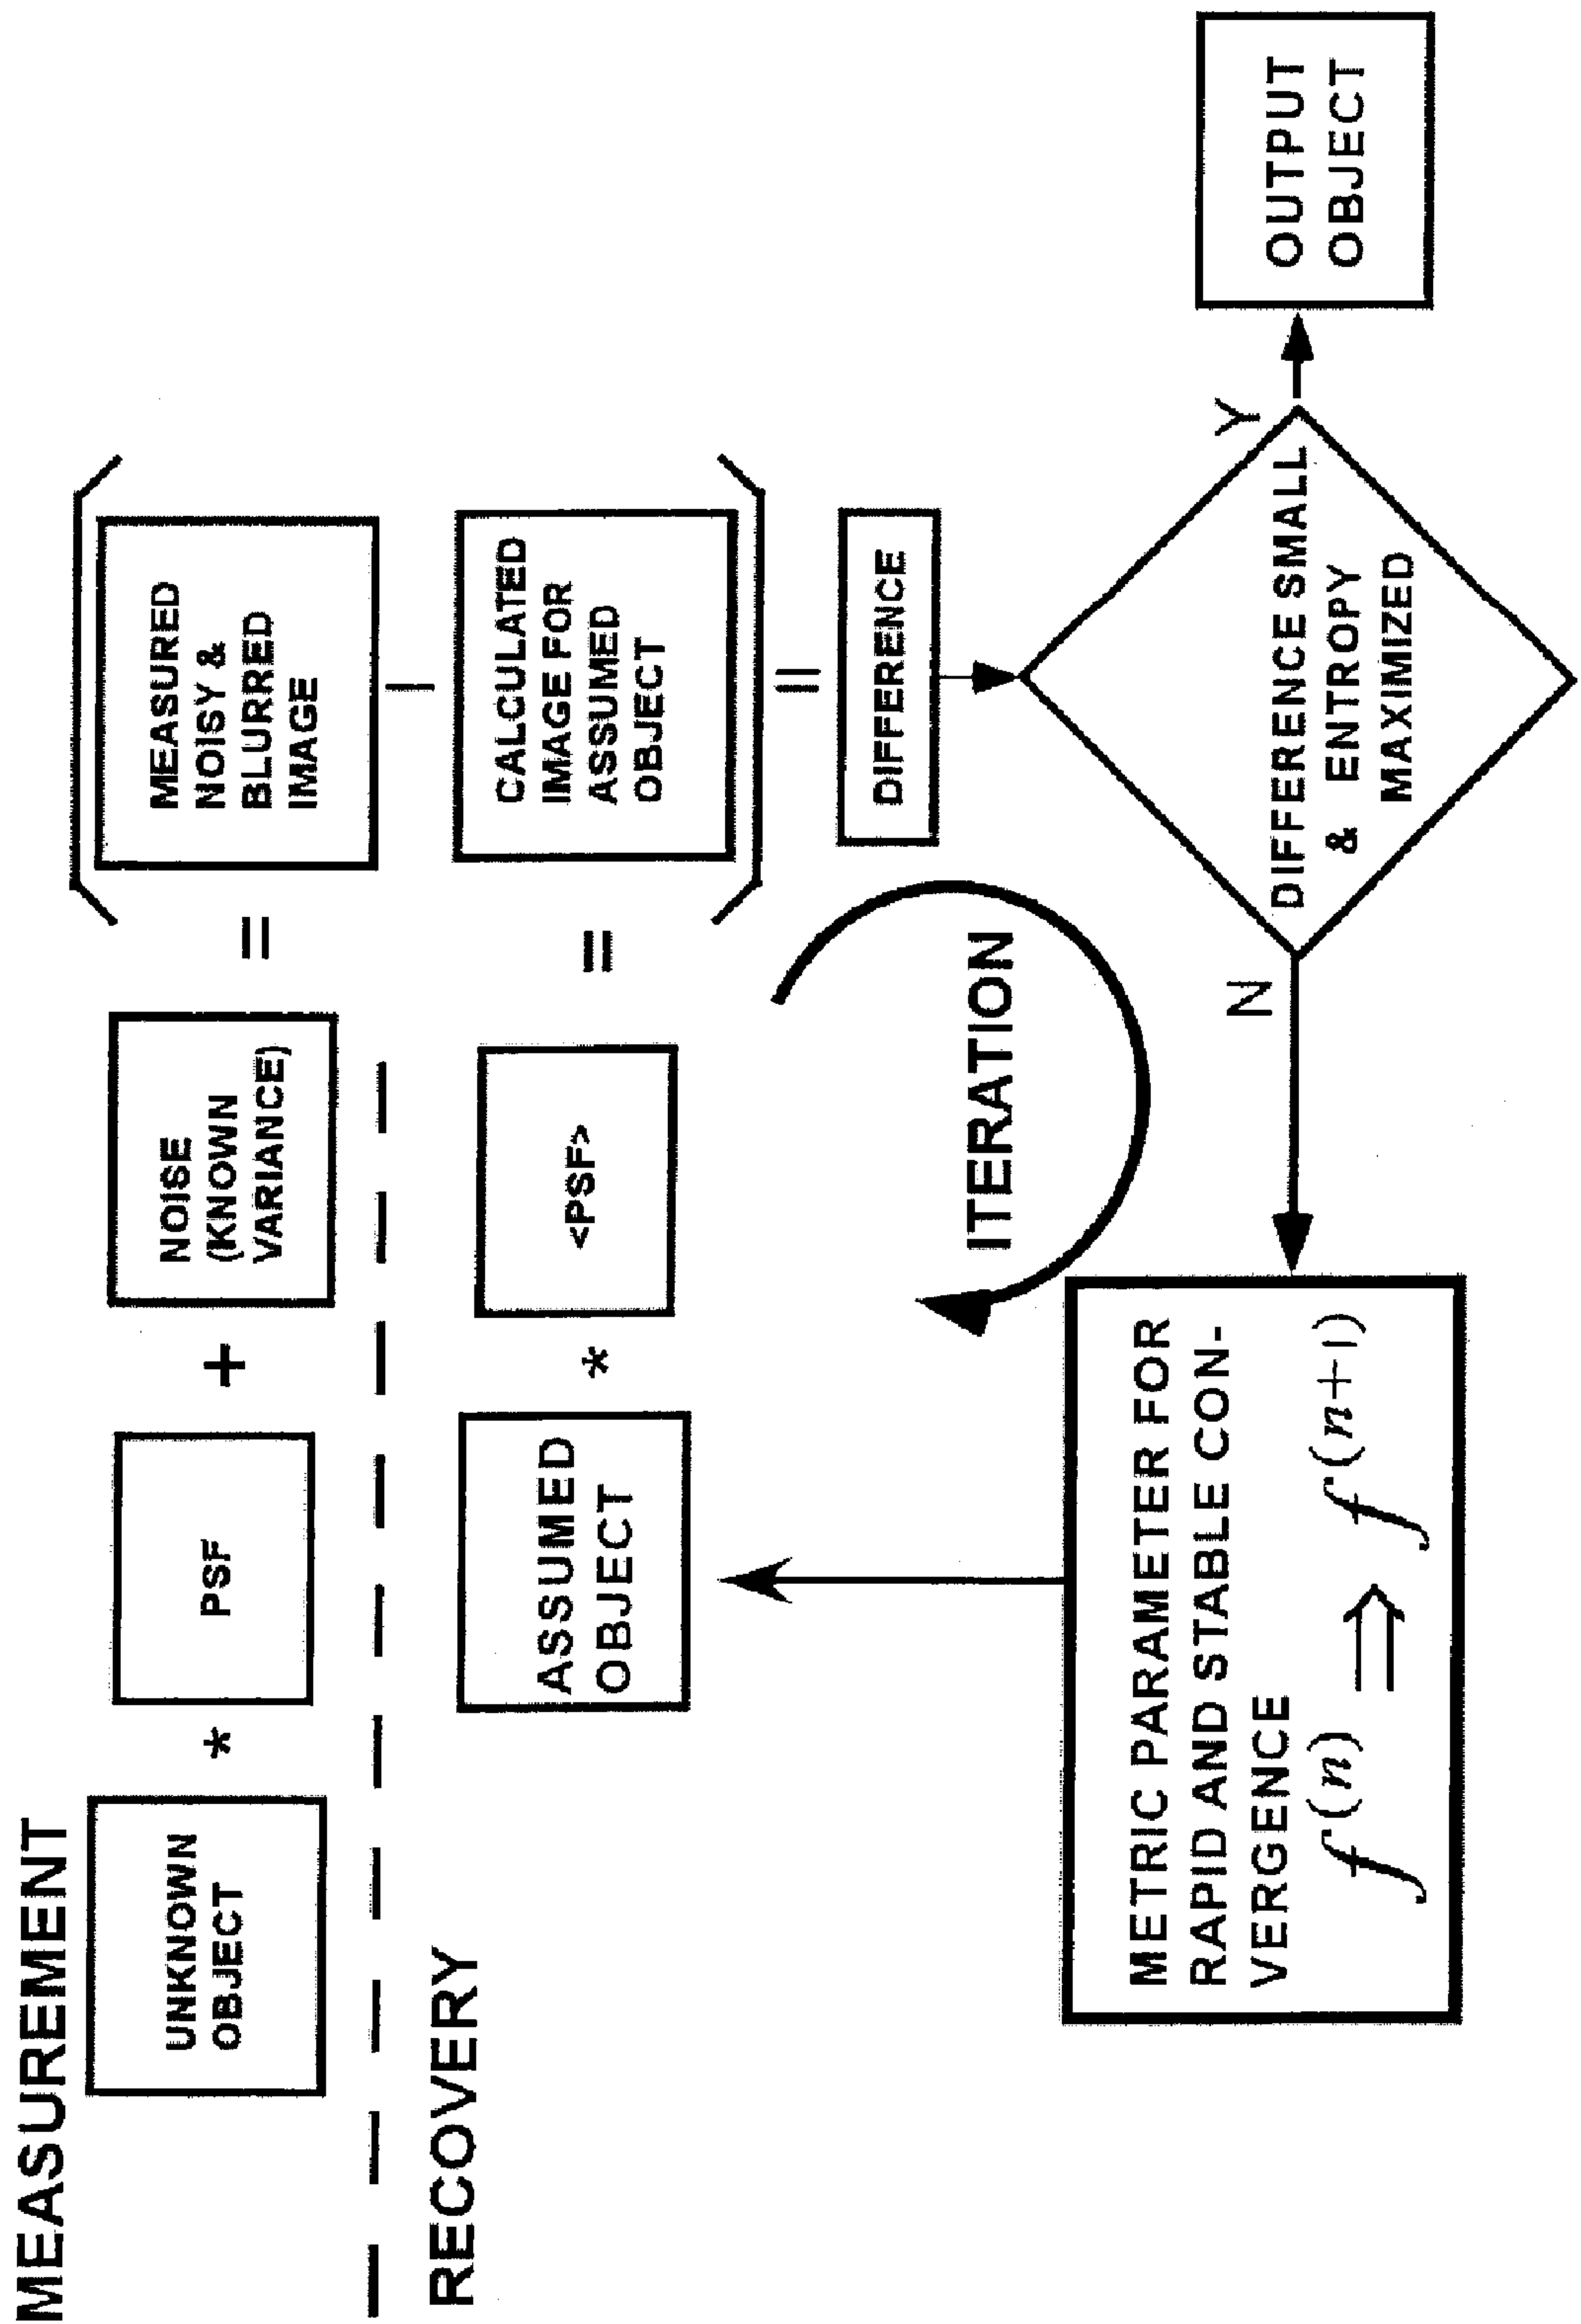 MEASUREMENT
UNKNOWN
OBJECT
*
PSF
+
NOISE
(KNOWN
VARIANCE)
=
MEASURED
NOISY &
BLURRED
IMAGE
−
RECOVERY
ASSUMED
OBJECT
*
<PSF>
=
CALCULATED
IMAGE FOR
ASSUMED
OBJECT
=
DIFFERENCE
ITERATION
METRIC PARAMETER FOR
RAPID AND STABLE CON-
VERGENCE
f^(n) ⇒ f^(n+1)
N
DIFFERENCE SMALL
& ENTROPY
MAXIMIZED
Y
OUTPUT
OBJECT